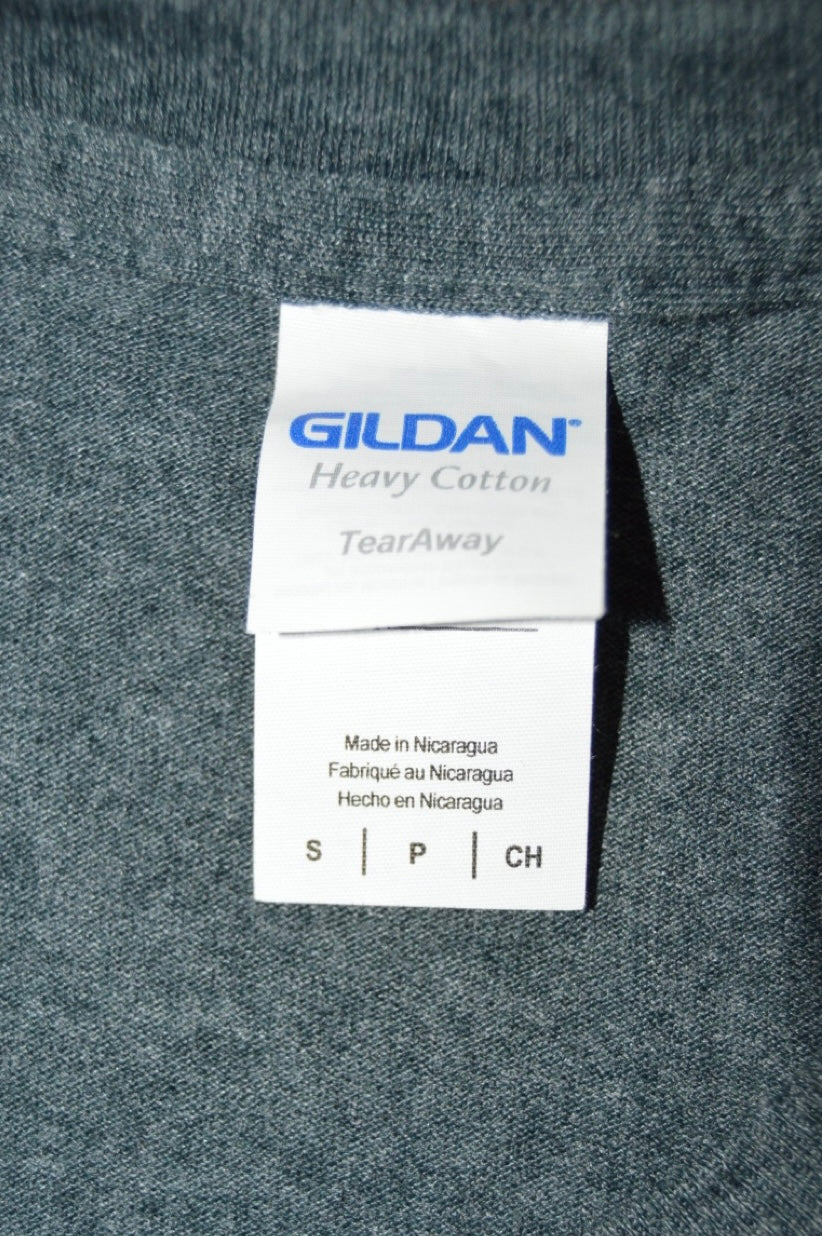 GILDAN®
Heavy Cotton
TearAway
Made in Nicaragua
Fabriqué au Nicaragua
Hecho en Nicaragua
S | P | CH